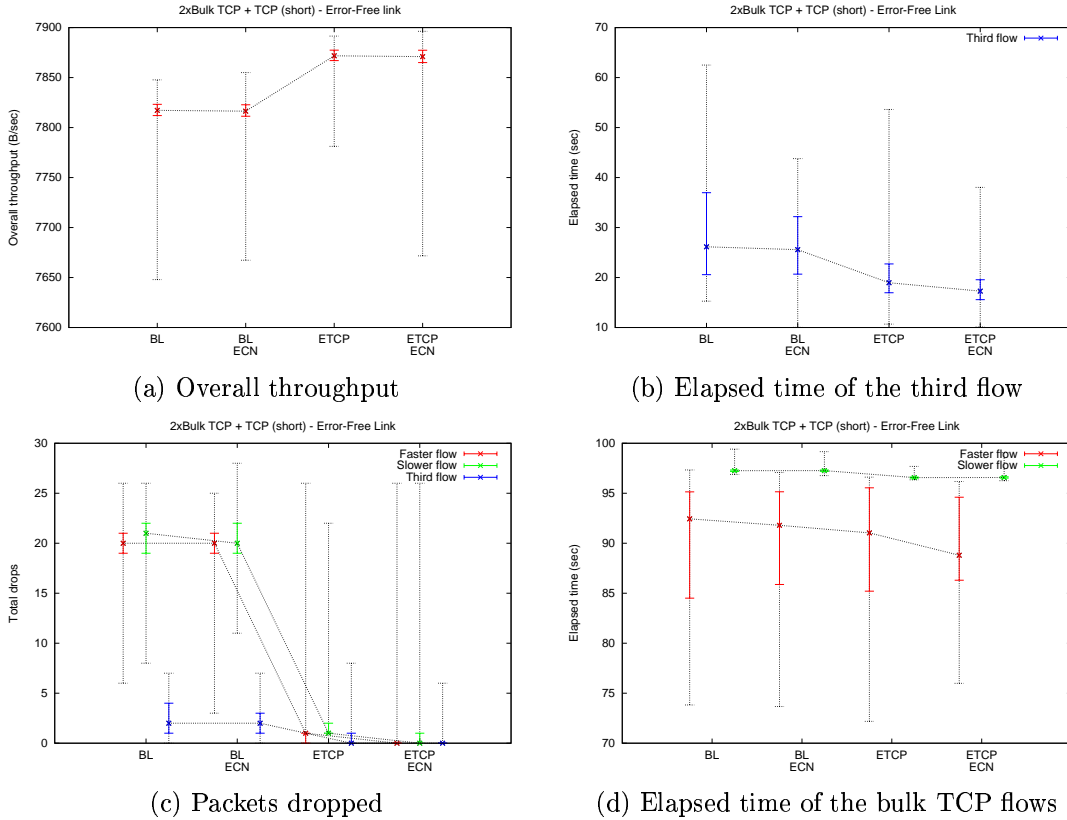 2xBulk TCP + TCP (short) - Error-Free link
7900
7850
7800
7750
7700
7650
7600
Overall throughput (B/sec)
BL
BL
ECN
ETCP
ETCP
ECN
(a) Overall throughput
2xBulk TCP + TCP (short) - Error-Free Link
Third flow
70
60
50
40
30
20
10
Elapsed time (sec)
BL
BL
ECN
ETCP
ETCP
ECN
(b) Elapsed time of the third flow
2xBulk TCP + TCP (short) - Error-Free Link
Faster flow
Slower flow
Third flow
30
25
20
15
10
5
0
Total drops
BL
BL
ECN
ETCP
ETCP
ECN
(c) Packets dropped
2xBulk TCP + TCP (short) - Error-Free Link
Faster flow
Slower flow
100
95
90
85
80
75
70
Elapsed time (sec)
BL
BL
ECN
ETCP
ETCP
ECN
(d) Elapsed time of the bulk TCP flows